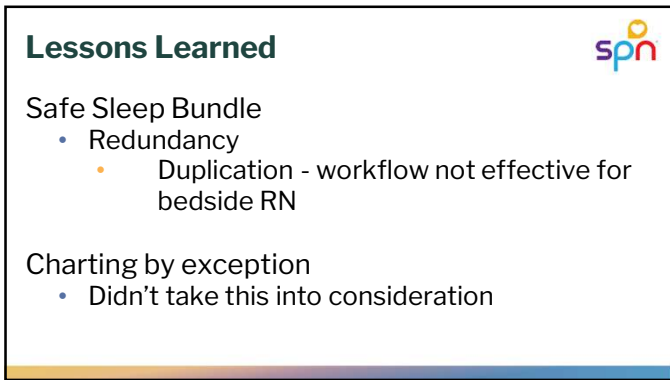 Lessons Learned
spn
Safe Sleep Bundle
• Redundancy
• Duplication - workflow not effective for
bedside RN
Charting by exception
• Didn’t take this into consideration